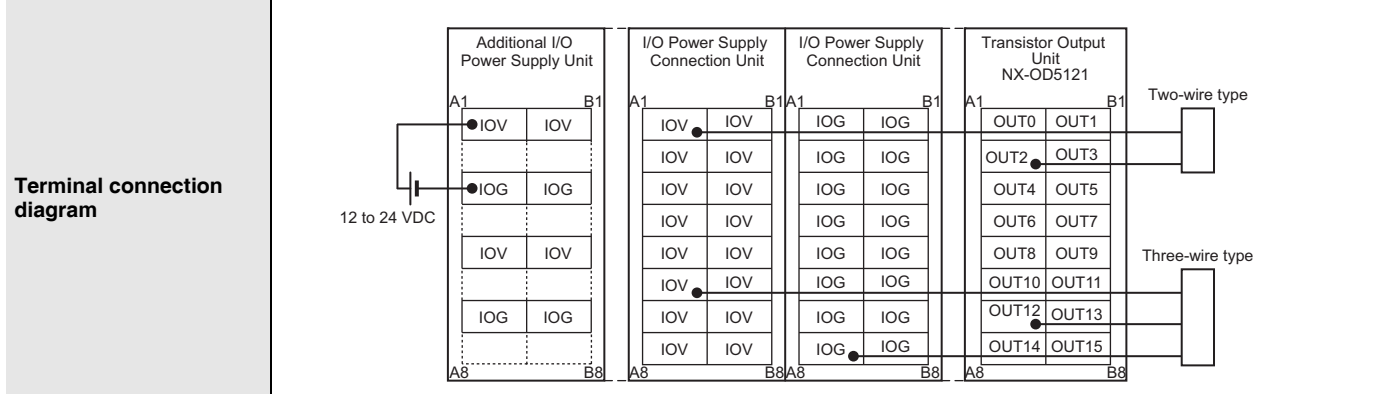 Terminal connection
diagram
Additional I/O
Power Supply Unit
I/O Power Supply
Connection Unit
I/O Power Supply
Connection Unit
Transistor Output
Unit
NX-OD5121
Two-wire type
A1 B1 A1 B1 A1 B1 A1 B1
IOV IOV IOV IOV IOG IOG OUT0 OUT1
IOV IOV IOG IOG OUT2 OUT3
IOG IOG IOV IOV IOG IOG OUT4 OUT5
12 to 24 VDC
IOV IOV IOG IOG OUT6 OUT7
IOV IOV IOV IOV IOG IOG OUT8 OUT9
Three-wire type
IOV IOV IOG IOG OUT10 OUT11
IOG IOG IOV IOV IOG IOG OUT12 OUT13
IOV IOV IOG IOG OUT14 OUT15
A8 B8 A8 B8 A8 B8 A8 B8